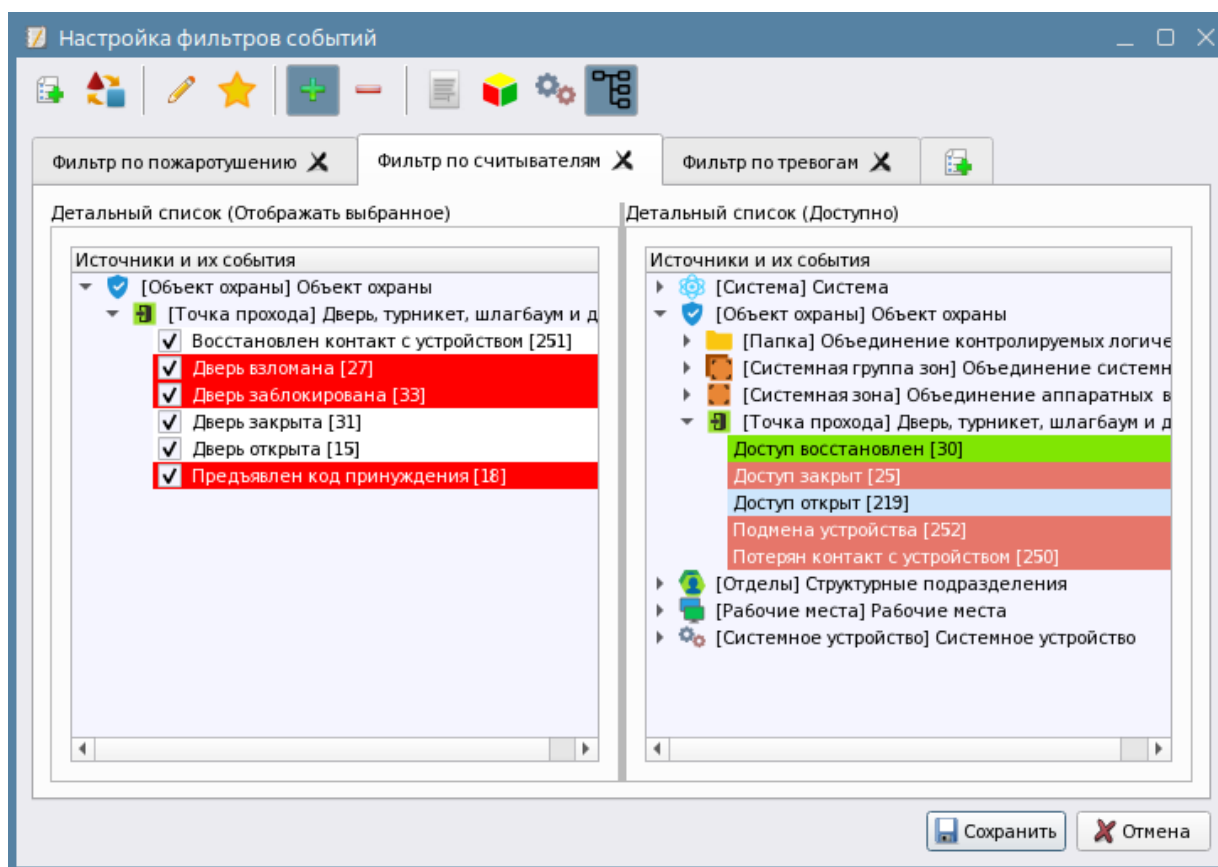 Настройка фильтров событий
Фильтр по пожаротушению
Фильтр по считывателям
Фильтр по тревогам
Детальный список (Отображать выбранное)
Источники и их события
[Объект охраны] Объект охраны
[Точка прохода] Дверь, турникет, шлагбаум и д
Восстановлен контакт с устройством [251]
Дверь взломана [27]
Дверь заблокирована [33]
Дверь закрыта [31]
Дверь открыта [15]
Предъявлен код принуждения [18]
Детальный список (Доступно)
Источники и их события
[Система] Система
[Объект охраны] Объект охраны
[Папка] Объединение контролируемых логиче
[Системная группа зон] Объединение системн
[Системная зона] Объединение аппаратных в
[Точка прохода] Дверь, турникет, шлагбаум и д
Доступ восстановлен [30]
Доступ закрыт [25]
Доступ открыт [219]
Подмена устройства [252]
Потерян контакт с устройством [250]
[Отделы] Структурные подразделения
[Рабочие места] Рабочие места
[Системное устройство] Системное устройство
Сохранить
Отмена